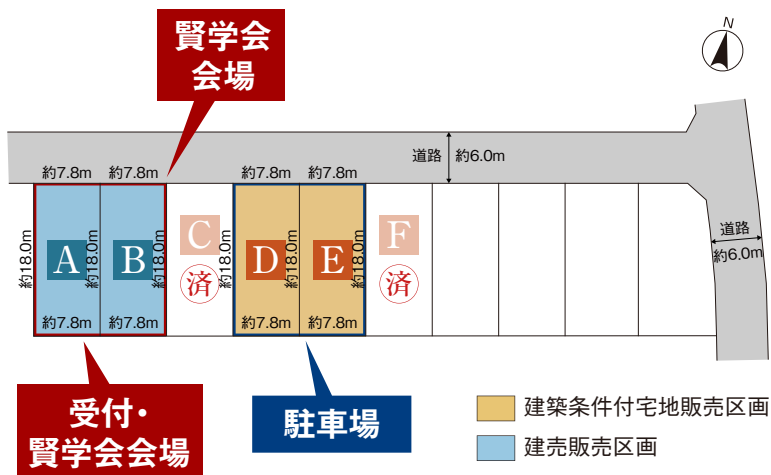 賢学会
会場
N
道路 約6.0m
約7.8m 約7.8m 約7.8m 約7.8m
道路
約6.0m
約18.0m A 約18.0m B 約18.0m C 約18.0m D 約18.0m E 約18.0m F
済 済
約7.8m 約7.8m 約7.8m 約7.8m
受付・
賢学会会場
駐車場
建築条件付宅地販売区画
建売販売区画